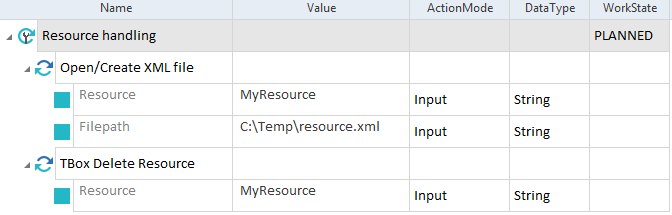 Name Value ActionMode DataType WorkState
Resource handling PLANNED
Open/Create XML file
Resource MyResource Input String
Filepath C:\Temp\resource.xml Input String
TBox Delete Resource
Resource MyResource Input String